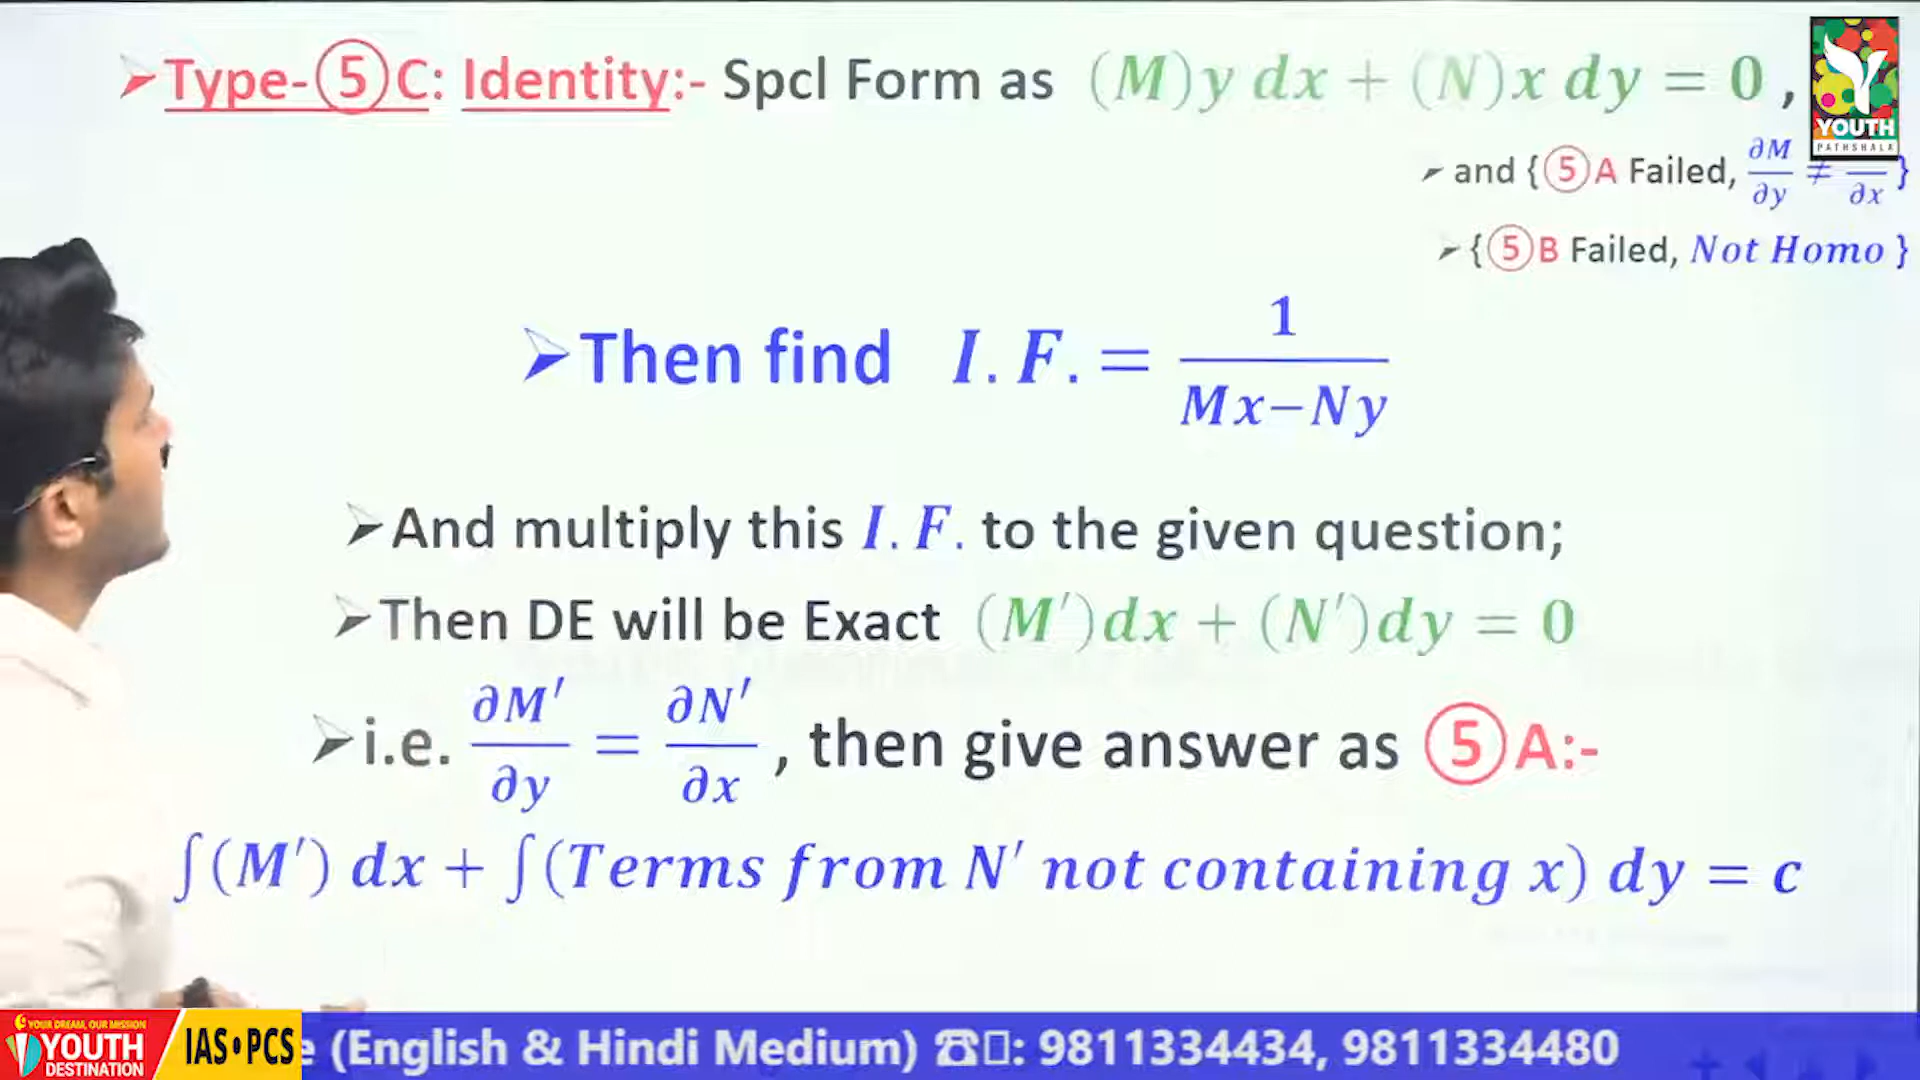 ➢Type-⑤C: Identity:- Spcl Form as (M)y dx + (N)x dy = 0 ,
YOUTH
PATHSHALA
➢ and {⑤A Failed, ∂M/∂y ≠ /∂x}
➢ {⑤B Failed, Not Homo }
➢Then find I. F. = 1/(Mx−Ny)
➢And multiply this I. F. to the given question;
➢Then DE will be Exact (M′)dx + (N′)dy = 0
➢i.e. ∂M′/∂y = ∂N′/∂x , then give answer as ⑤A:-
∫(M′) dx + ∫(Terms from N′ not containing x) dy = c
YOUR DREAM, OUR MISSION
YOUTH
DESTINATION
IAS•PCS
e (English & Hindi Medium) ☎: 9811334434, 9811334480